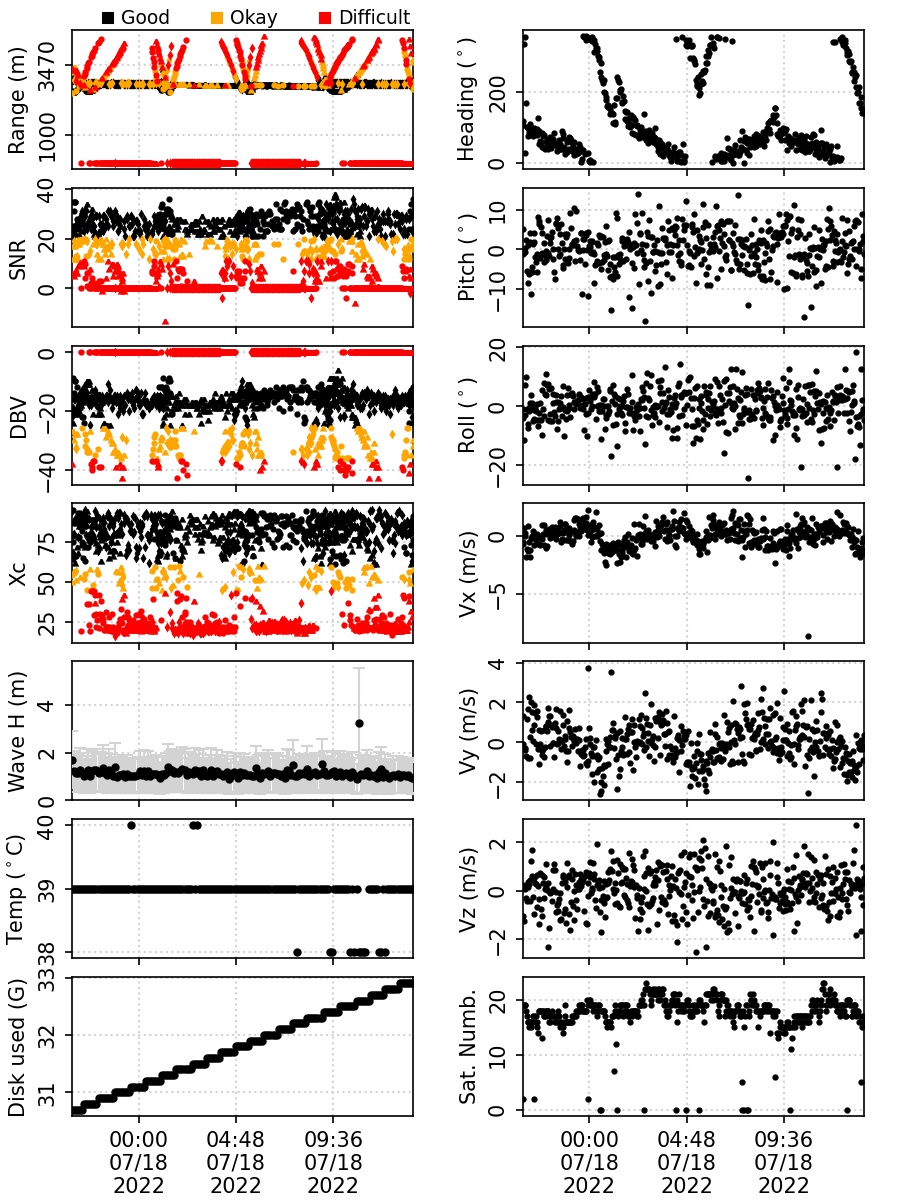 Good Okay Difficult
Range (m)
3470
1000
Heading (°)
200
0
SNR
40
20
0
Pitch (°)
10
0
−10
DBV
0
−20
−40
Roll (°)
20
0
−20
Xc
75
50
25
Vx (m/s)
0
−5
Wave H (m)
4
2
0
Vy (m/s)
4
2
0
−2
Temp (°C)
40
39
38
Vz (m/s)
2
0
−2
Disk used (G)
33
32
31
Sat. Numb.
20
10
0
00:00 04:48 09:36
07/18 07/18 07/18
2022 2022 2022
00:00 04:48 09:36
07/18 07/18 07/18
2022 2022 2022